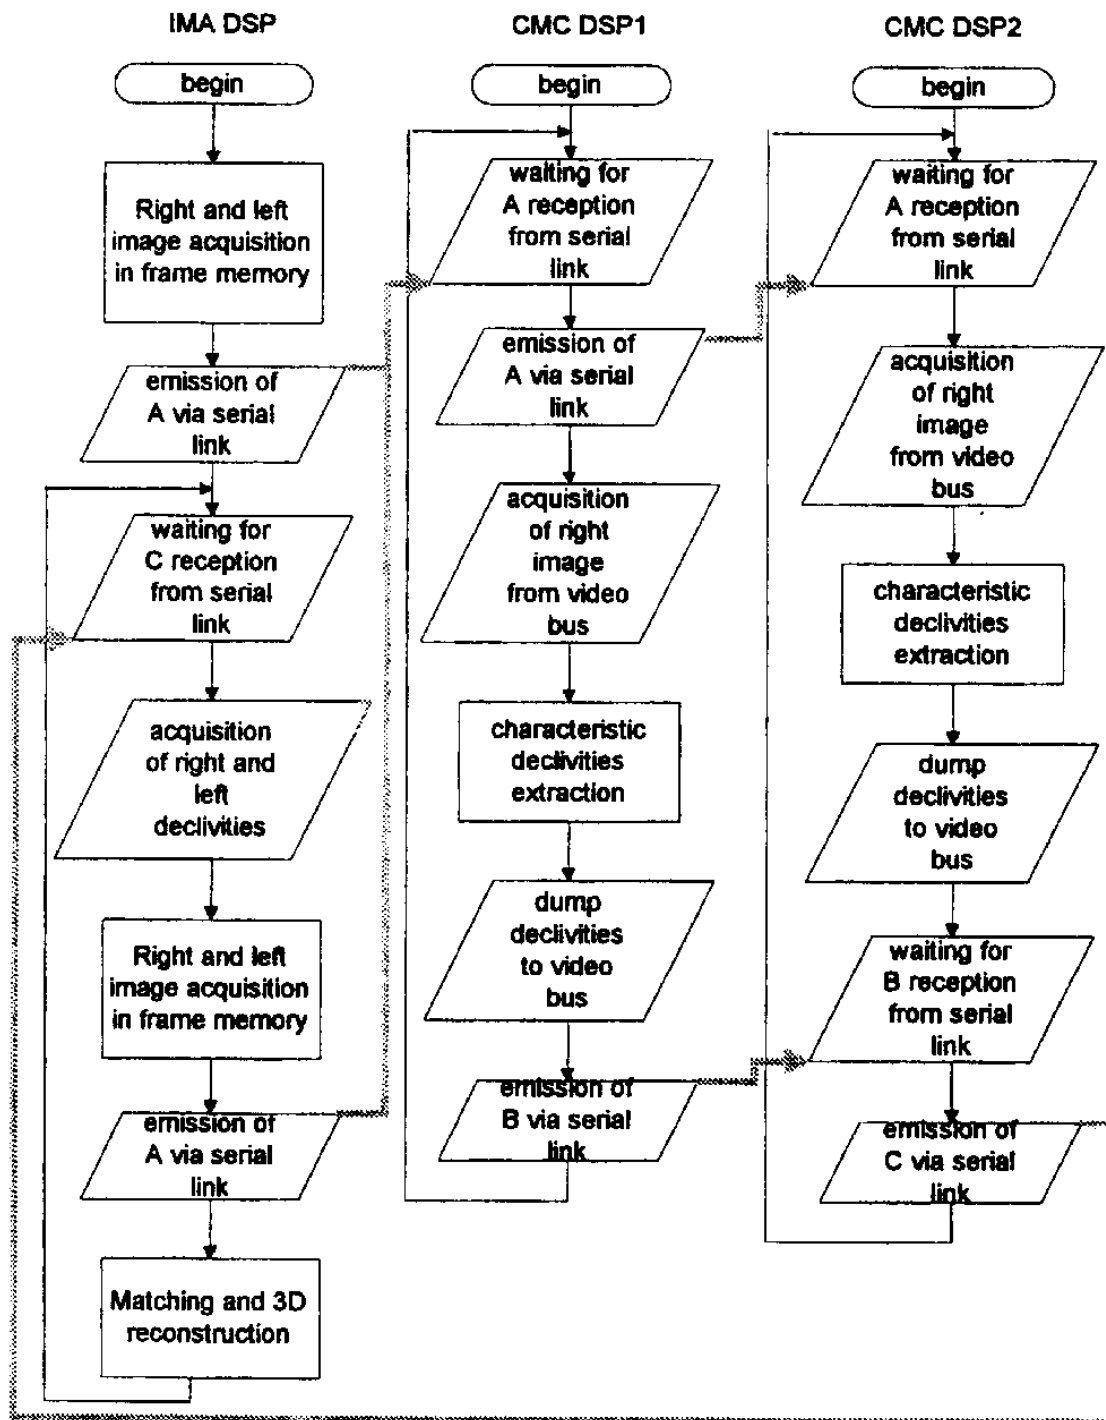 IMA DSP
begin
Right and left
image acquisition
in frame memory
emission of
A via serial
link
waiting for
C reception
from serial
link
acquisition
of right and
left
declivities
Right and left
image acquisition
in frame memory
emission of
A via serial
link
Matching and 3D
reconstruction
CMC DSP1
begin
waiting for
A reception
from serial
link
emission of
A via serial
link
acquisition
of right
image
from video
bus
characteristic
declivities
extraction
dump
declivities
to video
bus
emission of
B via serial
link
CMC DSP2
begin
waiting for
A reception
from serial
link
acquisition
of right
image
from video
bus
characteristic
declivities
extraction
dump
declivities
to video
bus
waiting for
B reception
from serial
link
emission of
C via serial
link